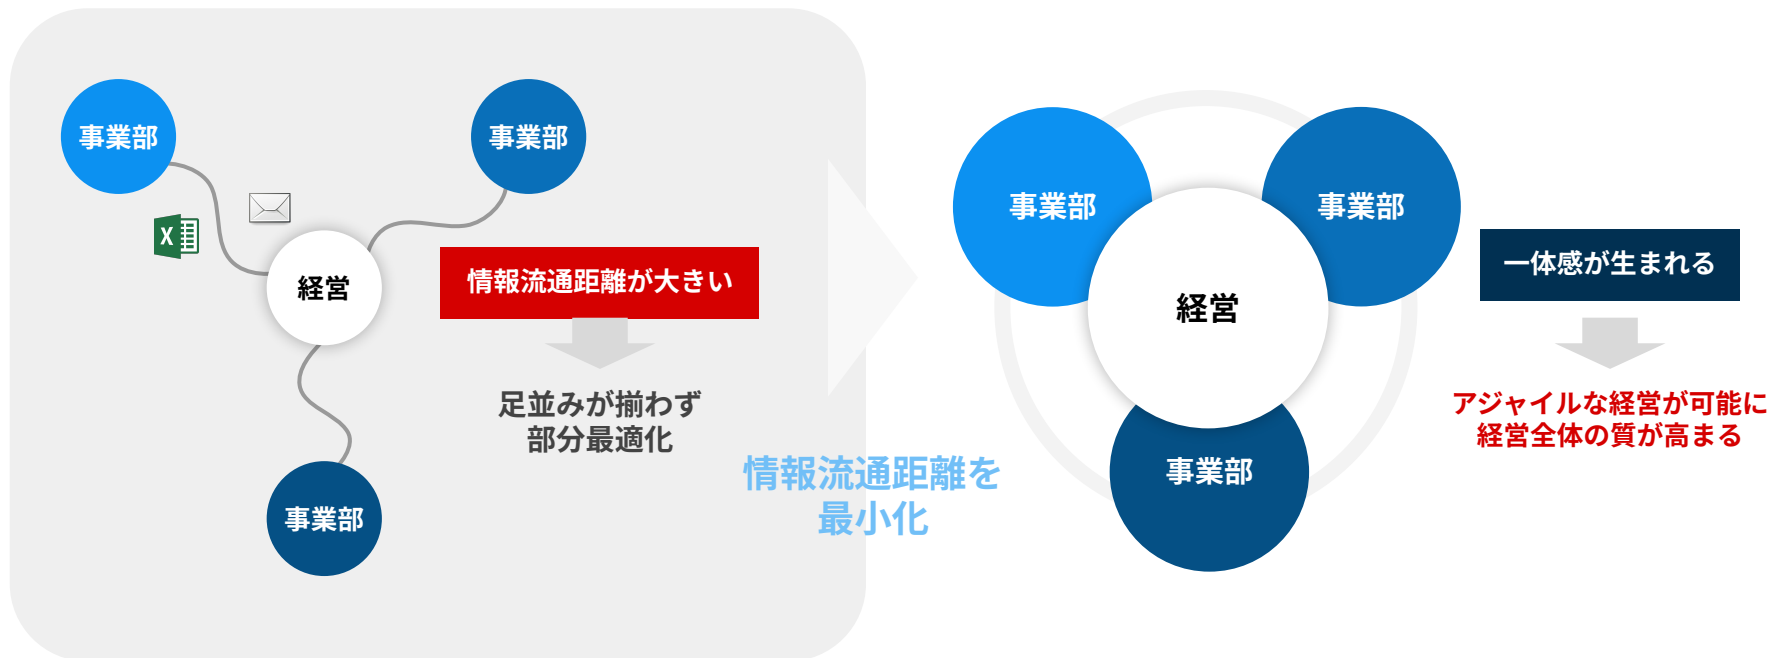 事業部
事業部
X
経営
情報流通距離が大きい
足並みが揃わず
部分最適化
事業部
情報流通距離を
最小化
事業部
事業部
経営
事業部
一体感が生まれる
アジャイルな経営が可能に
経営全体の質が高まる